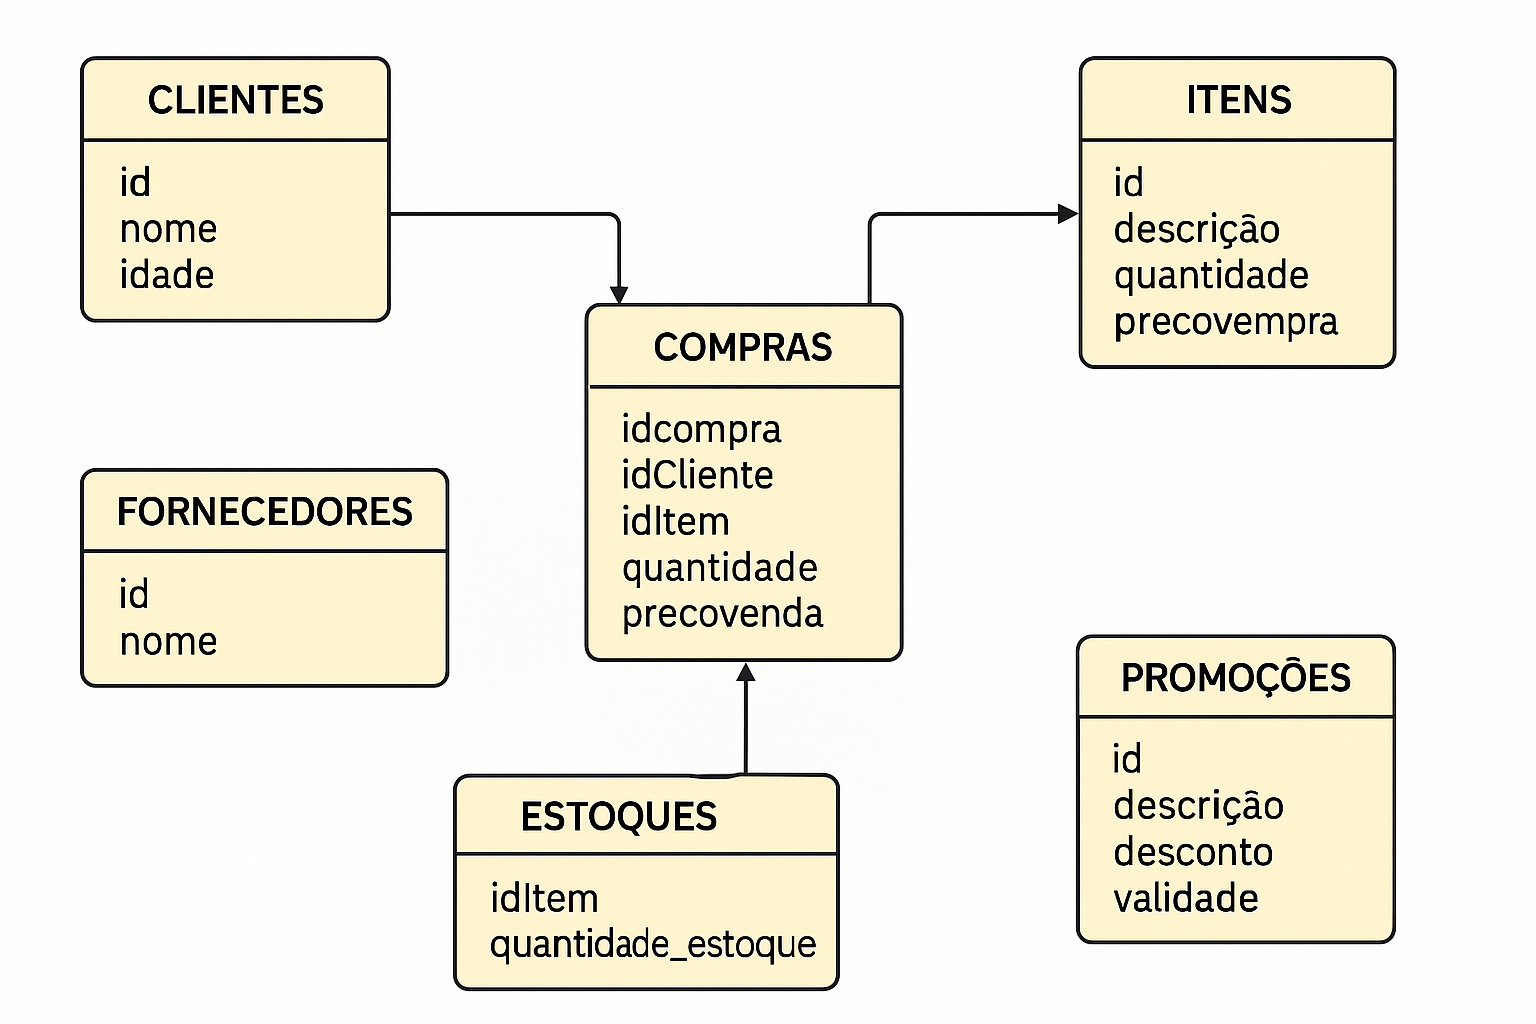 CLIENTES
id
nome
idade
ITENS
id
descrição
quantidade
precovempra
COMPRAS
idcompra
idCliente
idItem
quantidade
precovenda
FORNECEDORES
id
nome
ESTOQUES
idItem
quantidade_estoque
PROMOÇÕES
id
descrição
desconto
validade